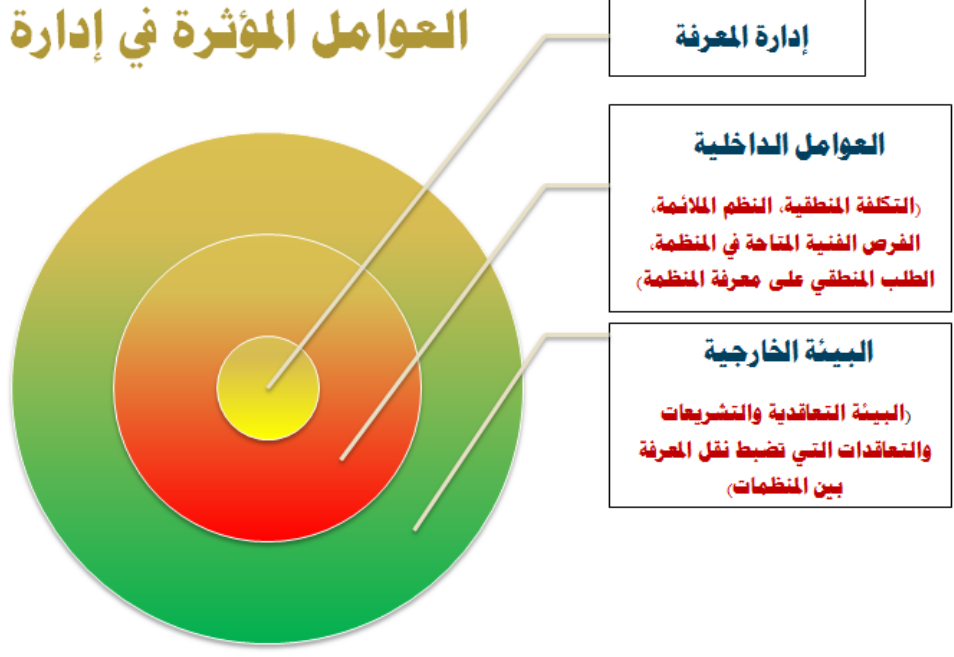 العوامل المؤثرة في إدارة
إدارة المعرفة
العوامل الداخلية
(التكلفة المنطقية، النظم الملائمة،
الفرص الفنية المتاحة في المنظمة،
الطلب المنطقي على معرفة المنظمة)
البيئة الخارجية
(البيئة التعاقدية والتشريعات
والتعاقدات التي تضبط نقل المعرفة
بين المنظمات)